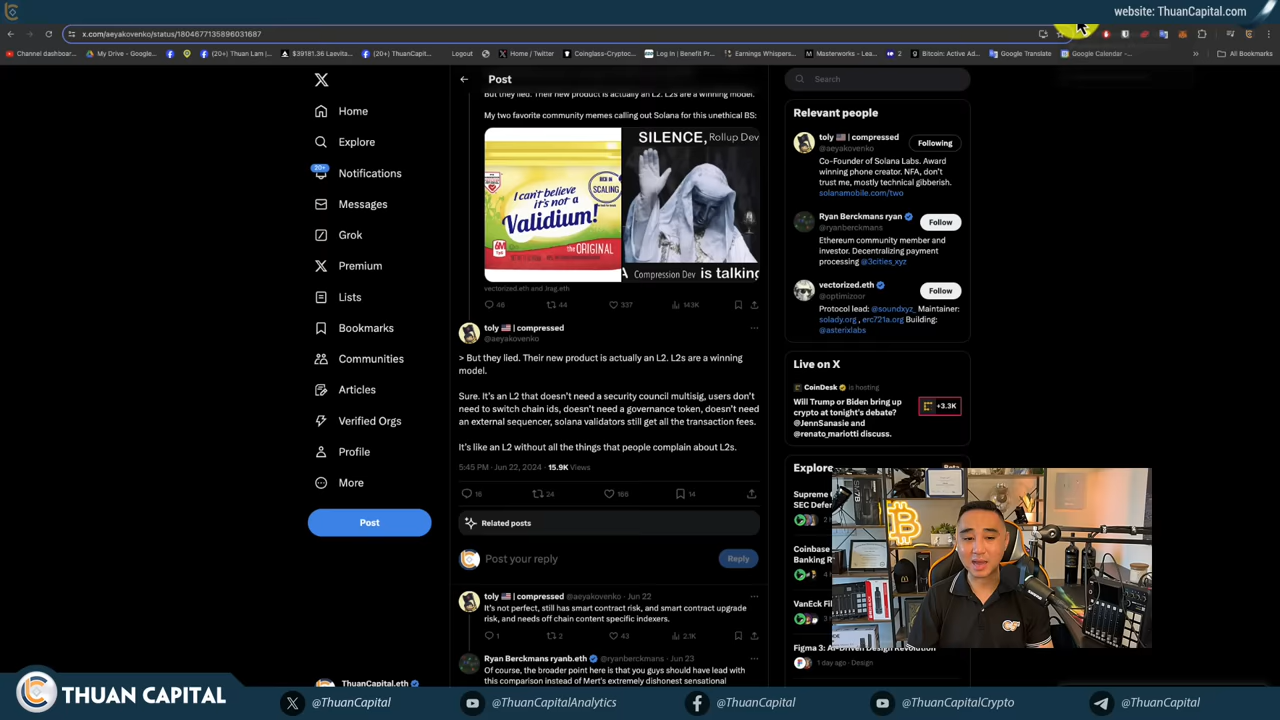 website: ThuanCapital.com
x.com/aeyakovenko/status/1804677135896031687
Channel dashboar...
My Drive - Google...
(20+) Thuan Lam | ...
$39181.36 Laevita...
(20+) ThuanCapit...
Logout
Home / Twitter
Coinglass-Cryptoc...
Log In | Benefit Pr...
Earnings Whispers...
Masterworks - Lea...
2
Bitcoin: Active Ad...
Google Translate
Google Calendar -...
All Bookmarks
Home
Explore
20+
Notifications
Messages
Grok
Premium
Lists
Bookmarks
Communities
Articles
Verified Orgs
Profile
More
Post
ThuanCapital.eth
Post
But they lied. Their new product is actually an L2. L2s are a winning model.
My two favorite community memes calling out Solana for this unethical BS:
I can't believe
it's not a
Validium!
RICH IN
SCALING
the ORIGINAL
SILENCE, Rollup Dev
A Compression Dev is talking
vectorized.eth and lrag.eth
46
44
337
143K
toly 🇺🇸 | compressed
@aeyakovenko
> But they lied. Their new product is actually an L2. L2s are a winning
model.
Sure. It's an L2 that doesn't need a security council multisig, users don't
need to switch chain ids, doesn't need a governance token, doesn't need
an external sequencer, solana validators still get all the transaction fees.
It's like an L2 without all the things that people complain about L2s.
5:45 PM · Jun 22, 2024 · 15.9K Views
18
24
168
14
Related posts
Post your reply
Reply
toly 🇺🇸 | compressed @aeyakovenko · Jun 22
It's not perfect, still has smart contract risk, and smart contract upgrade
risk, and needs off chain content specific indexers.
1
2
43
2.1K
Ryan Berckmans ryanb.eth @ryanberckmans · Jun 23
Of course, the broader point here is that you guys should have lead with
this comparison instead of Mert's extremely dishonest sensational
Search
Relevant people
toly 🇺🇸 | compressed
@aeyakovenko
Following
Co-Founder of Solana Labs. Award
winning phone creator. NFA, don't
trust me, mostly technical gibberish.
solanamobile.com/two
Ryan Berckmans ryan
@ryanberckmans
Follow
Ethereum community member and
investor. Decentralizing payment
processing @3cities_xyz
vectorized.eth
@optimizoor
Follow
Protocol lead: @soundxyz_ Maintainer:
solady.org , erc721a.org Building:
@asterixlabs
Live on X
CoinDesk is hosting
Will Trump or Biden bring up
crypto at tonight's debate?
@JennSanasie and
@renato_mariotti discuss.
+3.3K
Explore
Beta
Supreme
SEC Defer
Coinbase
Banking R
VanEck Fil
Figma 3: AI-Driven Design Revolution
1 day ago · Design
THUAN CAPITAL
@ThuanCapital
@ThuanCapitalAnalytics
@ThuanCapital
@ThuanCapitalCrypto
@ThuanCapital